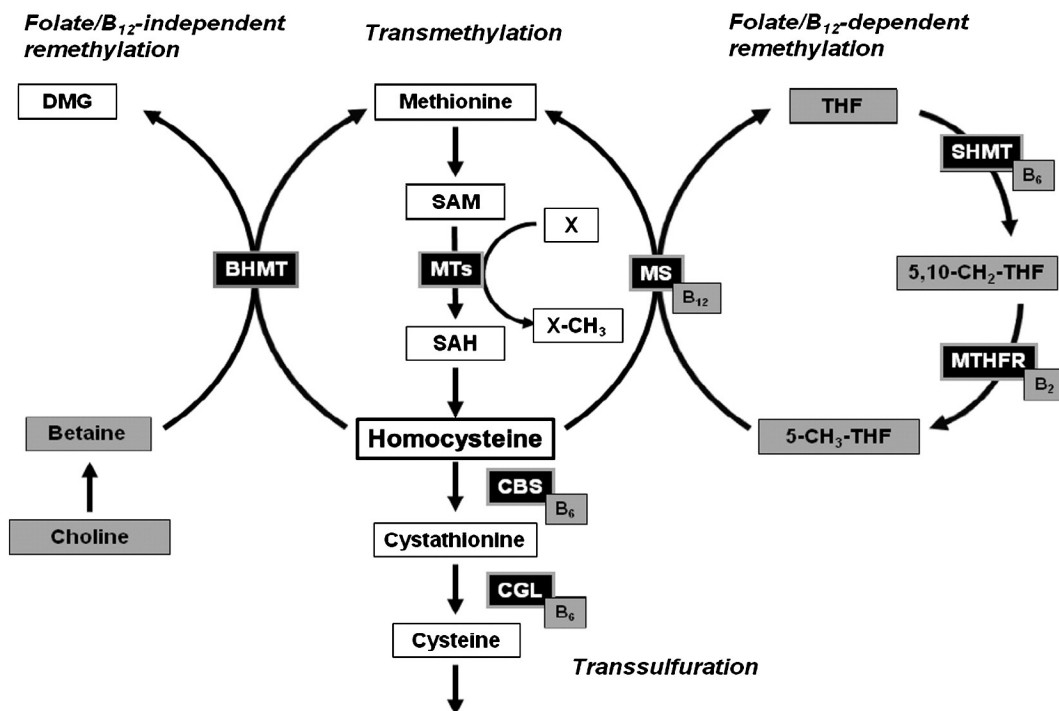 Folate/B₁₂-independent
remethylation
Transmethylation
Folate/B₁₂-dependent
remethylation
DMG
Methionine
THF
SHMT
B₆
SAM
X
BHMT
MTs
MS
B₁₂
5,10-CH₂-THF
X-CH₃
SAH
MTHFR
B₂
Betaine
Homocysteine
5-CH₃-THF
CBS
B₆
Choline
Cystathionine
CGL
B₆
Cysteine
Transsulfuration